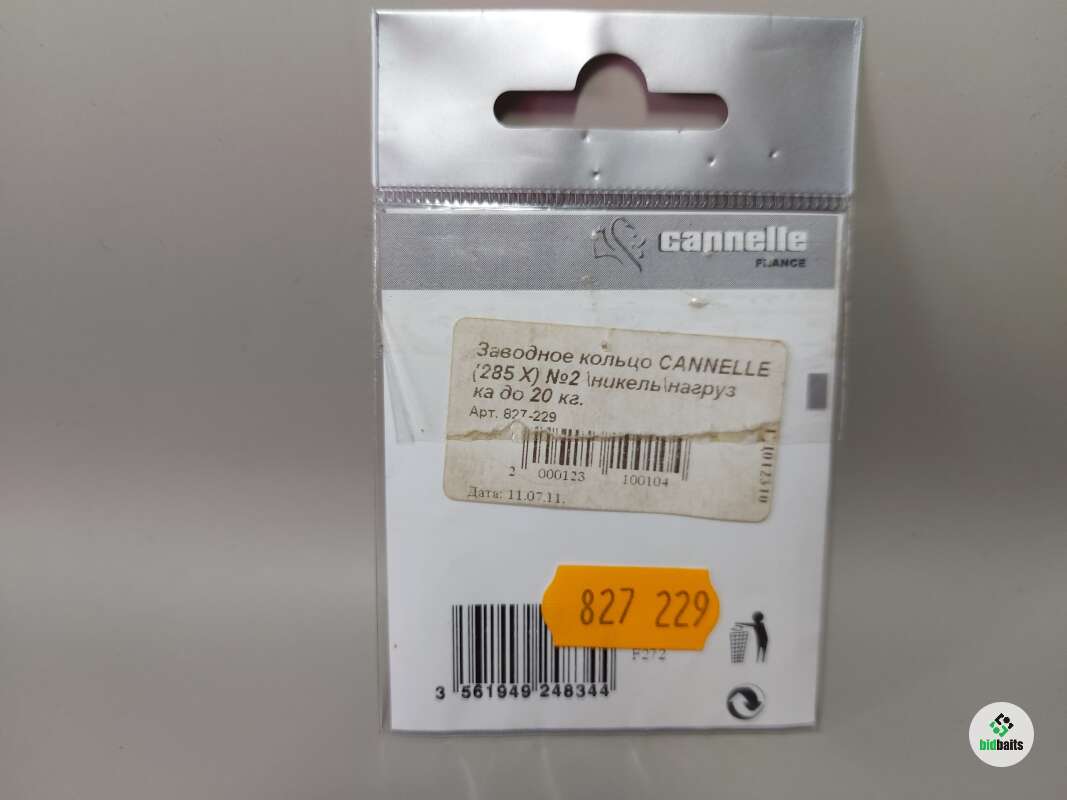 cannelle
FRANCE
Заводное кольцо CANNELLE
(285 X) №2 \никель\нагруз
ка до 20 кг.
Арт. 827-229
2 000123 100104
Дата: 11.07.11.
827 229
F272
3 561949 248344
bidbaits